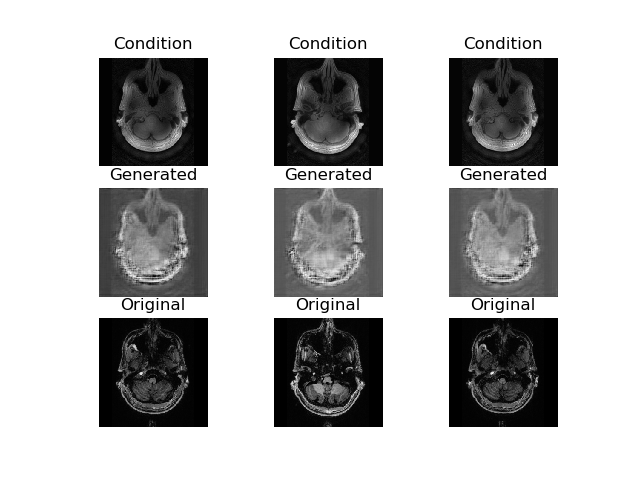 Condition Condition Condition
Generated Generated Generated
Original Original Original